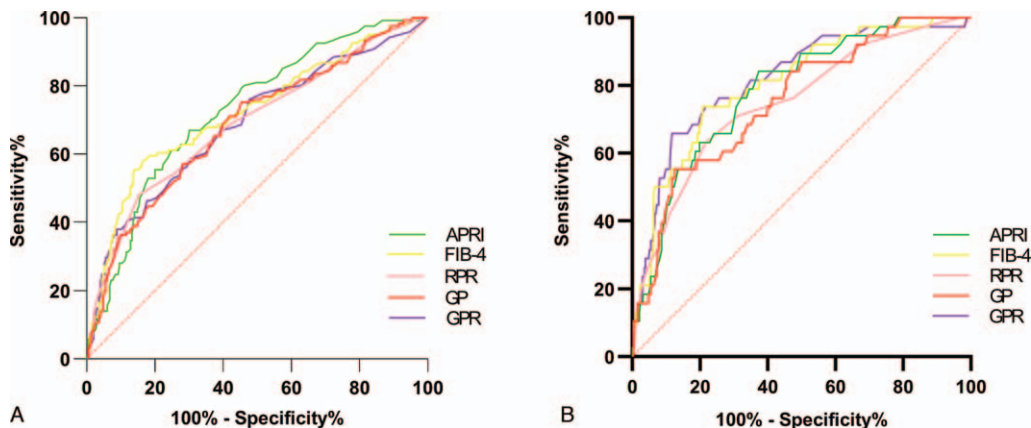 100
80
60
40
20
0
Sensitivity%
0 20 40 60 80 100
100% - Specificity%
APRI
FIB-4
RPR
GP
GPR
A
100
80
60
40
20
0
Sensitivity%
0 20 40 60 80 100
100% - Specificity%
APRI
FIB-4
RPR
GP
GPR
B